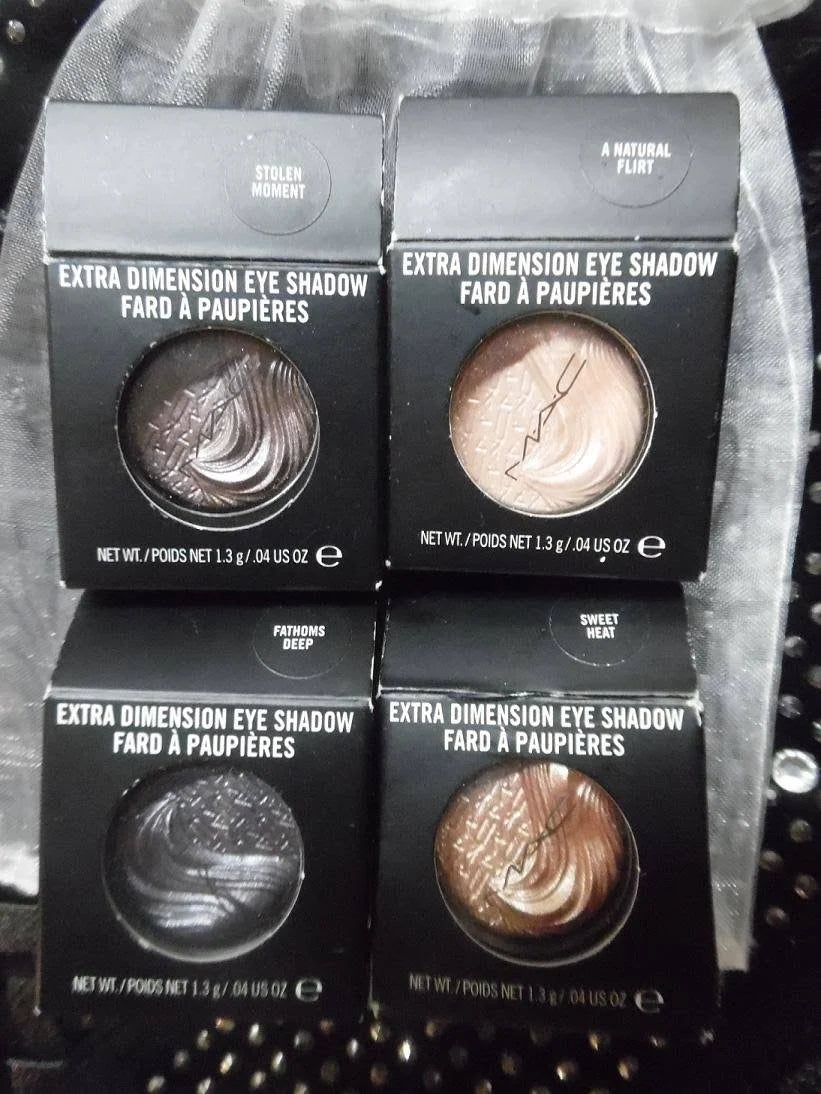 STOLEN
MOMENT
EXTRA DIMENSION EYE SHADOW
FARD À PAUPIÈRES
MAC
NET WT. / POIDS NET 1.3 g / .04 US OZ ℮
A NATURAL
FLIRT
EXTRA DIMENSION EYE SHADOW
FARD À PAUPIÈRES
M·A·C
NET WT. / POIDS NET 1.3 g / .04 US OZ ℮
FATHOMS
DEEP
EXTRA DIMENSION EYE SHADOW
FARD À PAUPIÈRES
NET WT. / POIDS NET 1.3 g / .04 US OZ ℮
SWEET
HEAT
EXTRA DIMENSION EYE SHADOW
FARD À PAUPIÈRES
MAC
NET WT. / POIDS NET 1.3 g / .04 US OZ ℮